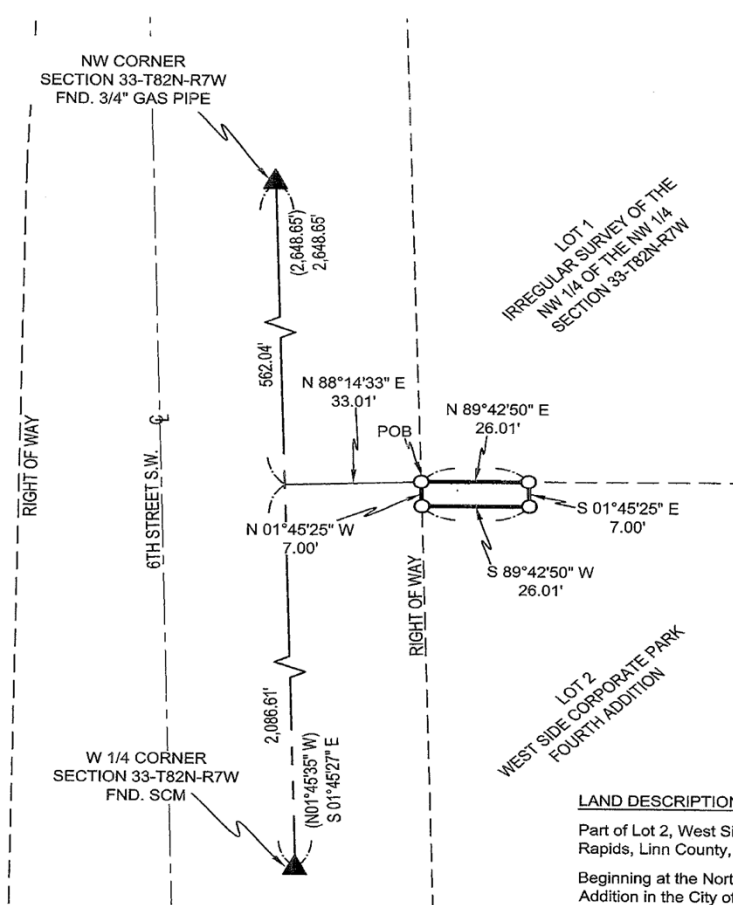 NW CORNER
SECTION 33-T82N-R7W
FND. 3/4" GAS PIPE
(2,648.65')
2,648.65'
LOT 1
IRREGULAR SURVEY OF THE
NW 1/4 OF THE NW 1/4
SECTION 33-T82N-R7W
562.04'
N 88°14'33" E
33.01'
N 89°42'50" E
26.01'
POB
RIGHT OF WAY
6TH STREET S.W.
CL
N 01°45'25" W
7.00'
S 01°45'25" E
7.00'
S 89°42'50" W
26.01'
RIGHT OF WAY
2,086.61'
(N01°45'35" W)
S 01°45'27" E
LOT 2
WEST SIDE CORPORATE PARK
FOURTH ADDITION
W 1/4 CORNER
SECTION 33-T82N-R7W
FND. SCM
LAND DESCRIPTION
Part of Lot 2, West Si
Rapids, Linn County,
Beginning at the Nort
Addition in the City of